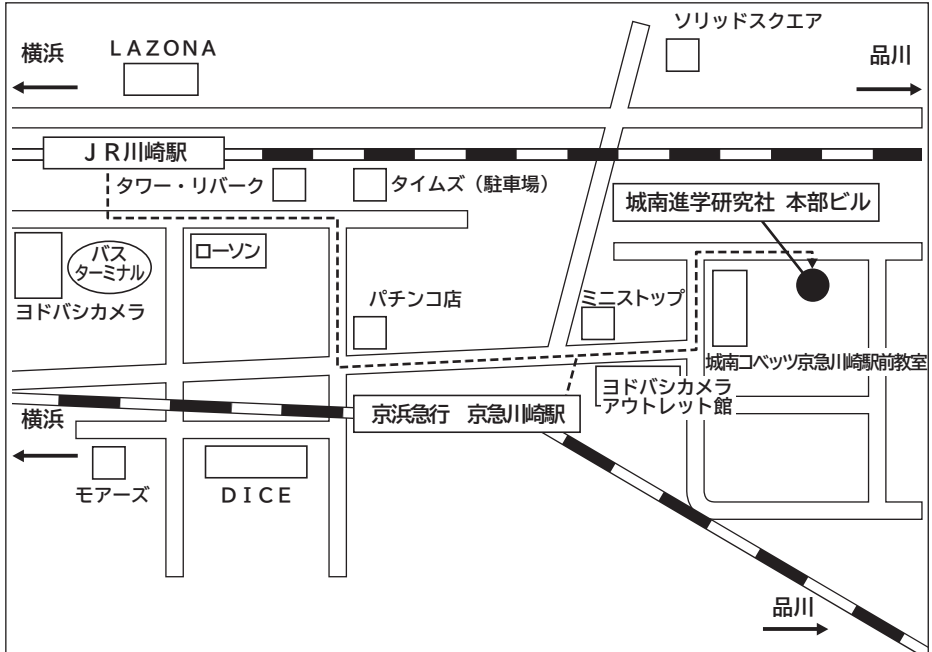 ソリッドスクエア
横浜
ＬＡＺＯＮＡ
品川
ＪＲ川崎駅
タワー・リバーク
タイムズ（駐車場）
城南進学研究社 本部ビル
バス
ターミナル
ローソン
ヨドバシカメラ
パチンコ店
ミニストップ
城南コベッツ京急川崎駅前教室
ヨドバシカメラ
アウトレット館
京浜急行　京急川崎駅
横浜
モアーズ
ＤＩＣＥ
品川